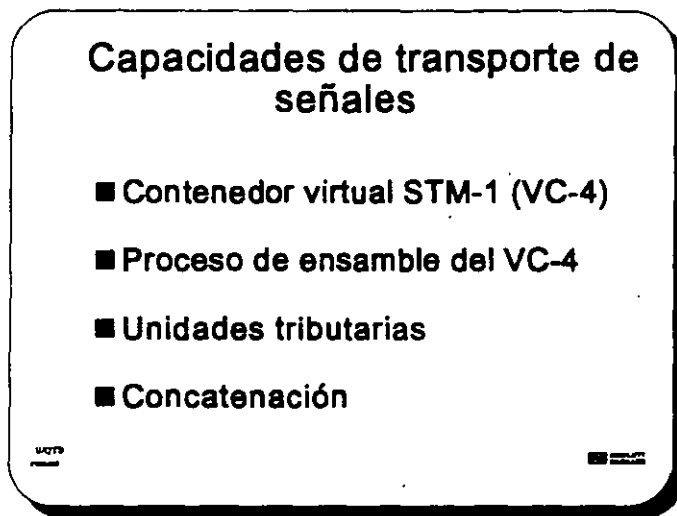 Capacidades de transporte de
señales
■ Contenedor virtual STM-1 (VC-4)
■ Proceso de ensamble del VC-4
■ Unidades tributarias
■ Concatenación